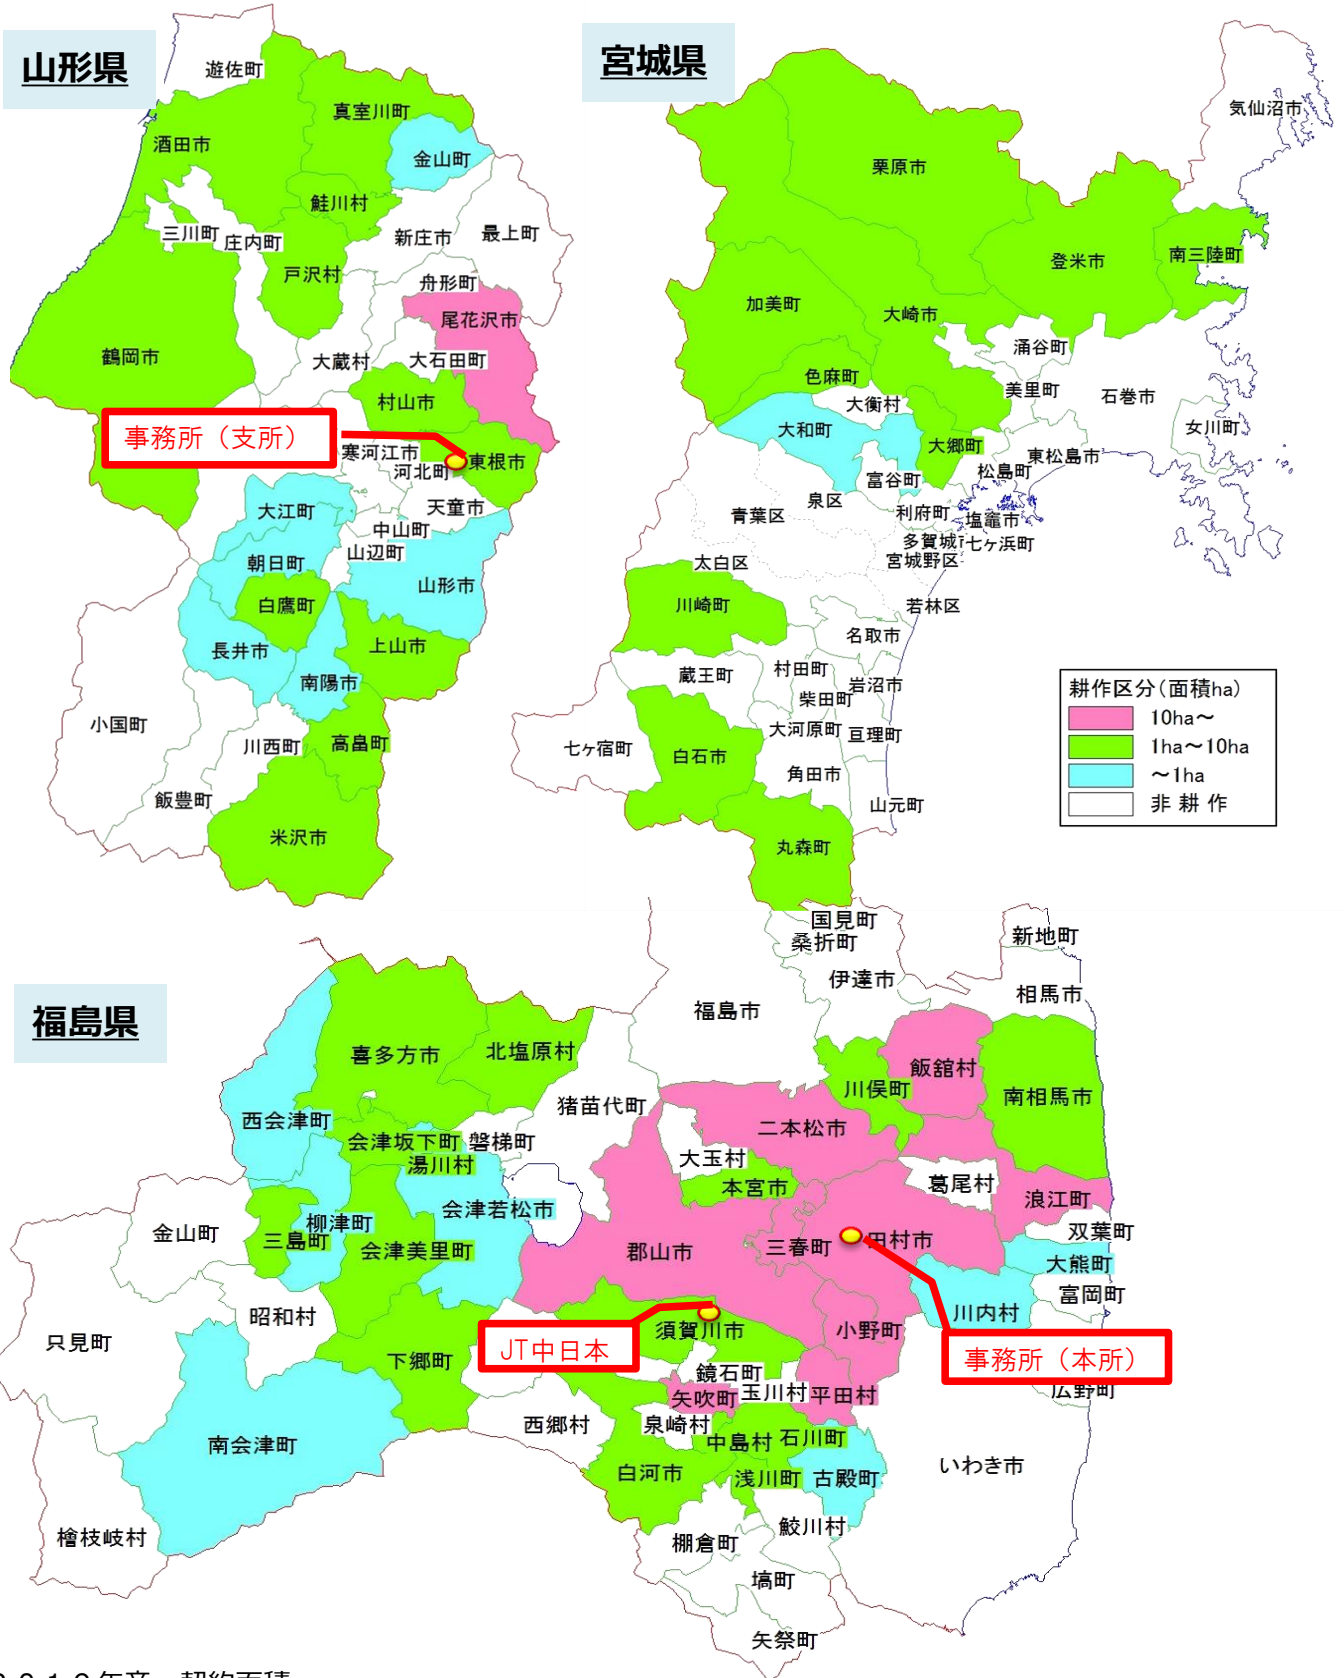 山形県
遊佐町
真室川町
酒田市
金山町
鮭川村
三川町
庄内町
新庄市
最上町
戸沢村
舟形町
尾花沢市
鶴岡市
大蔵村
大石田町
村山市
事務所（支所）
寒河江市
河北町
東根市
大江町
天童市
中山町
山辺町
朝日町
山形市
白鷹町
長井市
上山市
南陽市
小国町
川西町
高畠町
飯豊町
米沢市
宮城県
気仙沼市
栗原市
登米市
南三陸町
加美町
大崎市
涌谷町
色麻町
美里町
大衡村
石巻市
大和町
大郷町
女川町
東松島市
松島町
富谷町
泉区
青葉区
利府町
塩竈市
多賀城市
七ヶ浜町
宮城野区
太白区
川崎町
若林区
名取市
村田町
蔵王町
岩沼市
柴田町
大河原町
亘理町
七ヶ宿町
白石市
角田市
山元町
丸森町
耕作区分（面積ha）
10ha～
1ha～10ha
～1ha
非 耕 作
福島県
国見町
桑折町
新地町
伊達市
相馬市
福島市
喜多方市
北塩原村
飯舘村
川俣町
南相馬市
猪苗代町
西会津町
二本松市
会津坂下町
磐梯町
湯川村
大玉村
本宮市
葛尾村
浪江町
柳津町
会津若松市
金山町
三島町
会津美里町
郡山市
三春町
田村市
双葉町
大熊町
富岡町
昭和村
川内村
只見町
須賀川市
小野町
JT中日本
事務所（本所）
下郷町
鏡石町
玉川村
平田村
矢吹町
広野町
西郷村
泉崎村
中島村
石川町
南会津町
いわき市
白河市
浅川町
古殿町
鮫川村
檜枝岐村
棚倉町
塙町
矢祭町